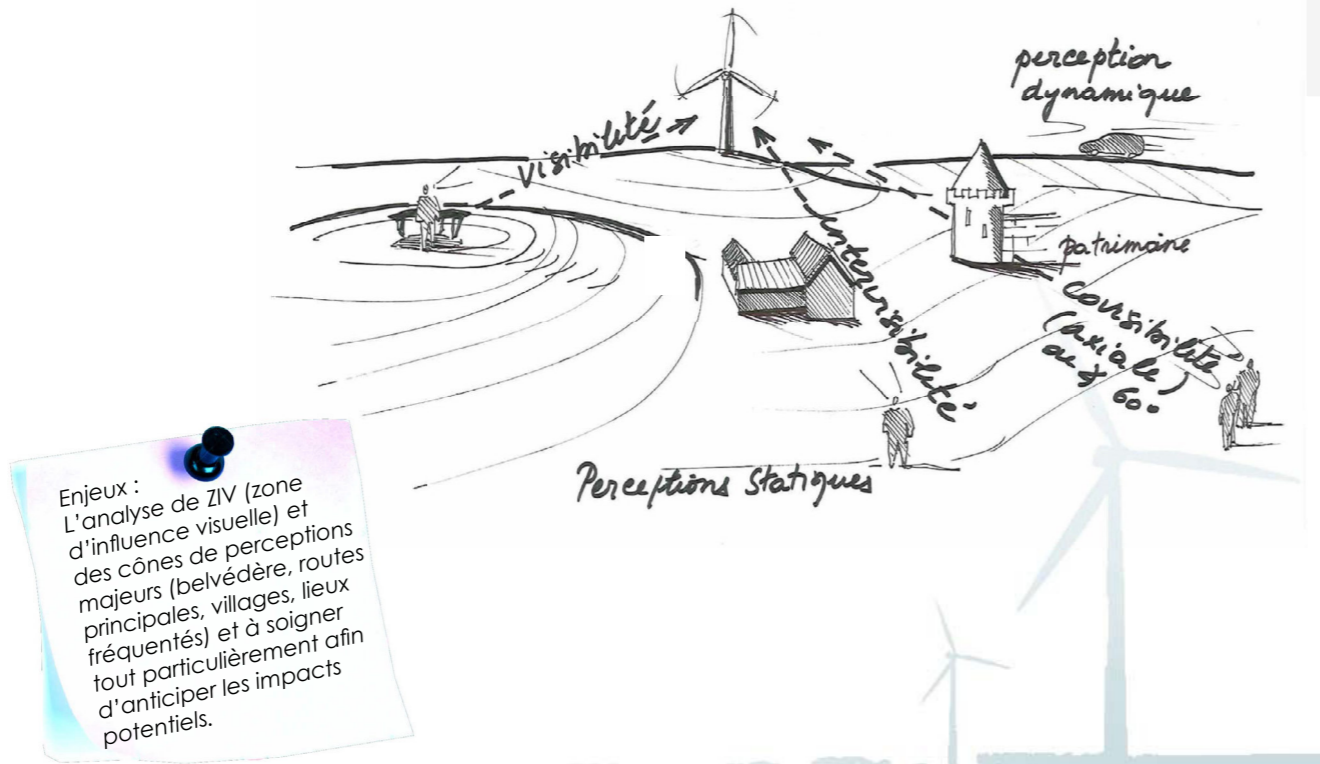 perception
dynamique
visibilité
patrimoine
intervisibilité
covisibilité
(axiale)
ou ∢
60°
Perceptions Statiques
Enjeux :
L'analyse de ZIV (zone
d'influence visuelle) et
des cônes de perceptions
majeurs (belvédère, routes
principales, villages, lieux
fréquentés) et à soigner
tout particulièrement afin
d'anticiper les impacts
potentiels.